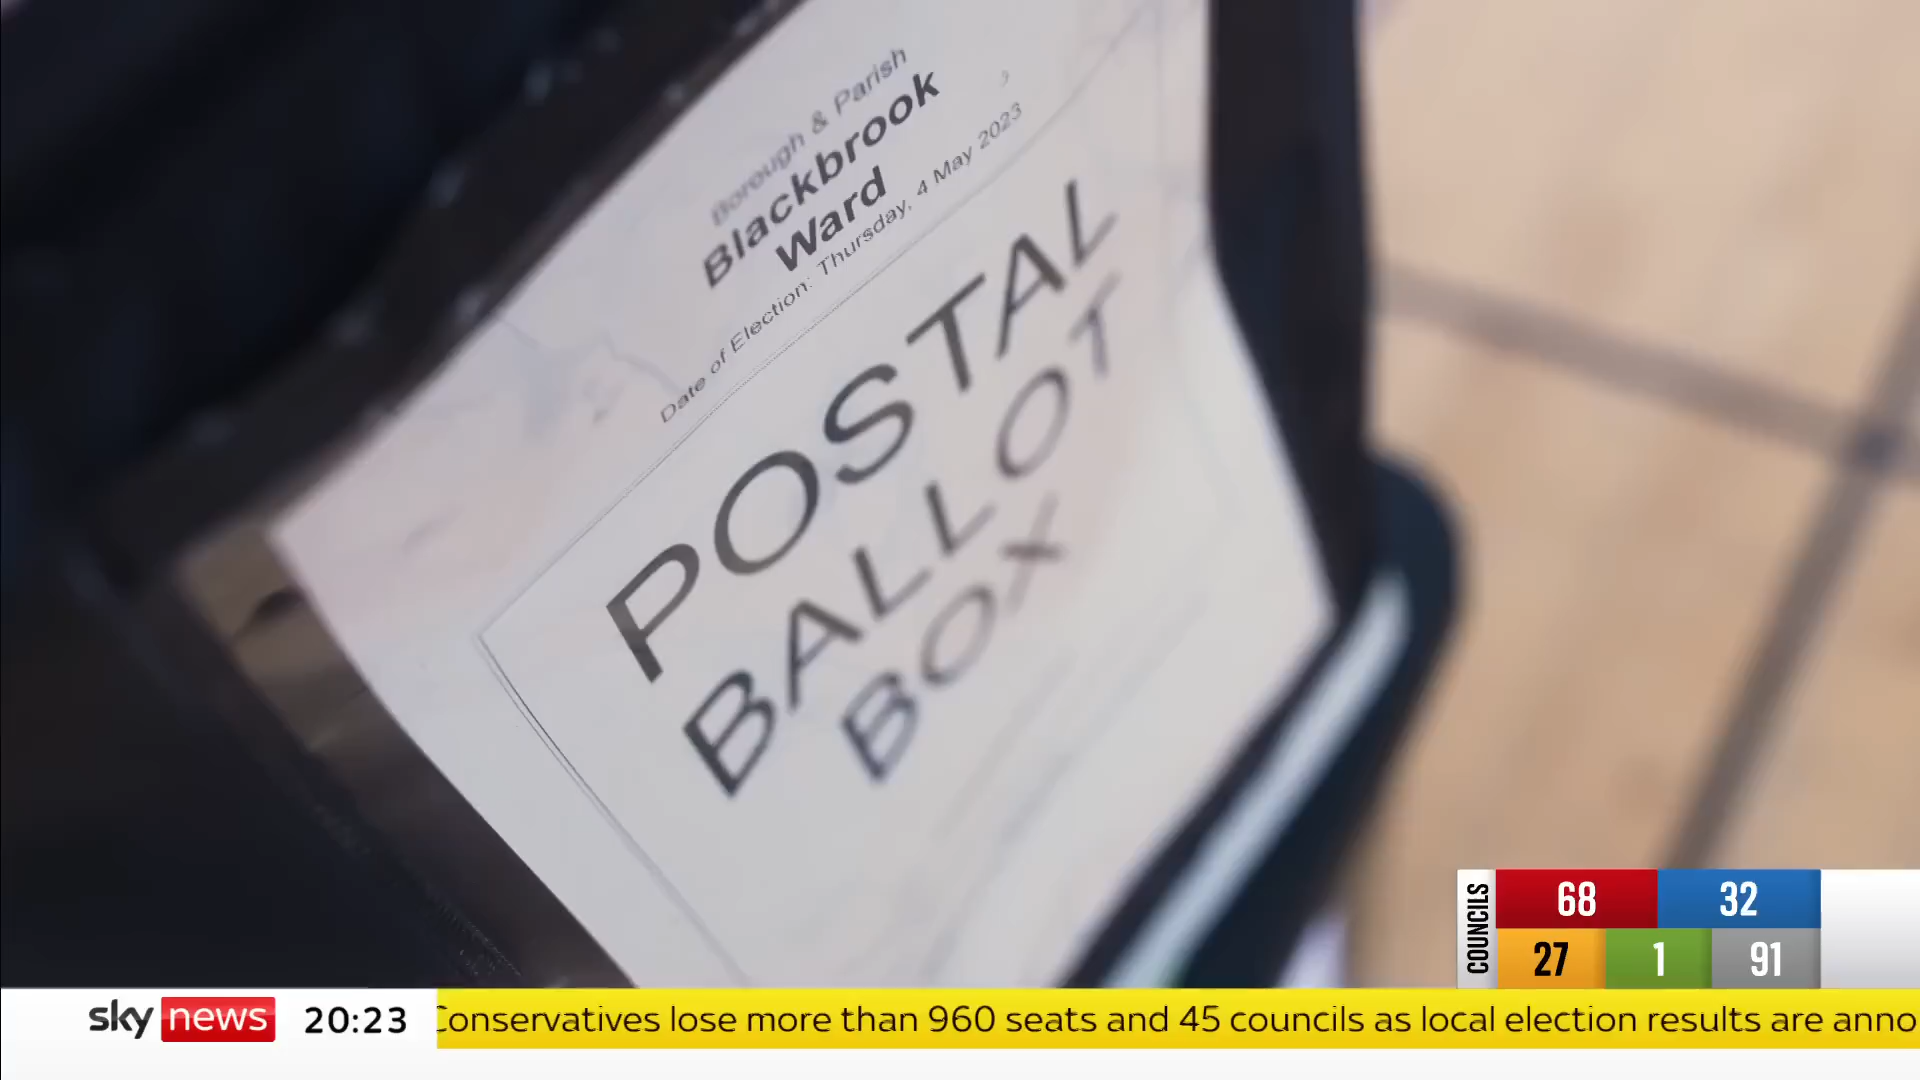 Borough & Parish
Blackbrook
Ward
Date of Election: Thursday, 4 May 2023
POSTAL
BALLOT
BOX
COUNCILS
68 32
27 1 91
sky news 20:23 Conservatives lose more than 960 seats and 45 councils as local election results are anno